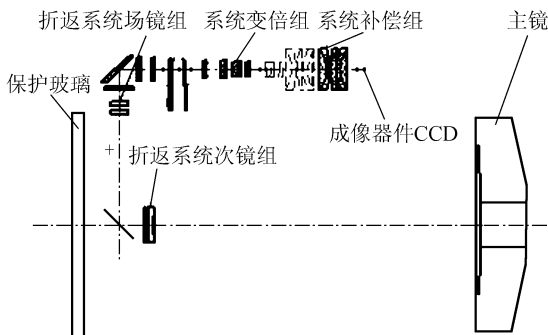 折返系统场镜组
系统变倍组
系统补偿组
主镜
保护玻璃
成像器件CCD
折返系统次镜组